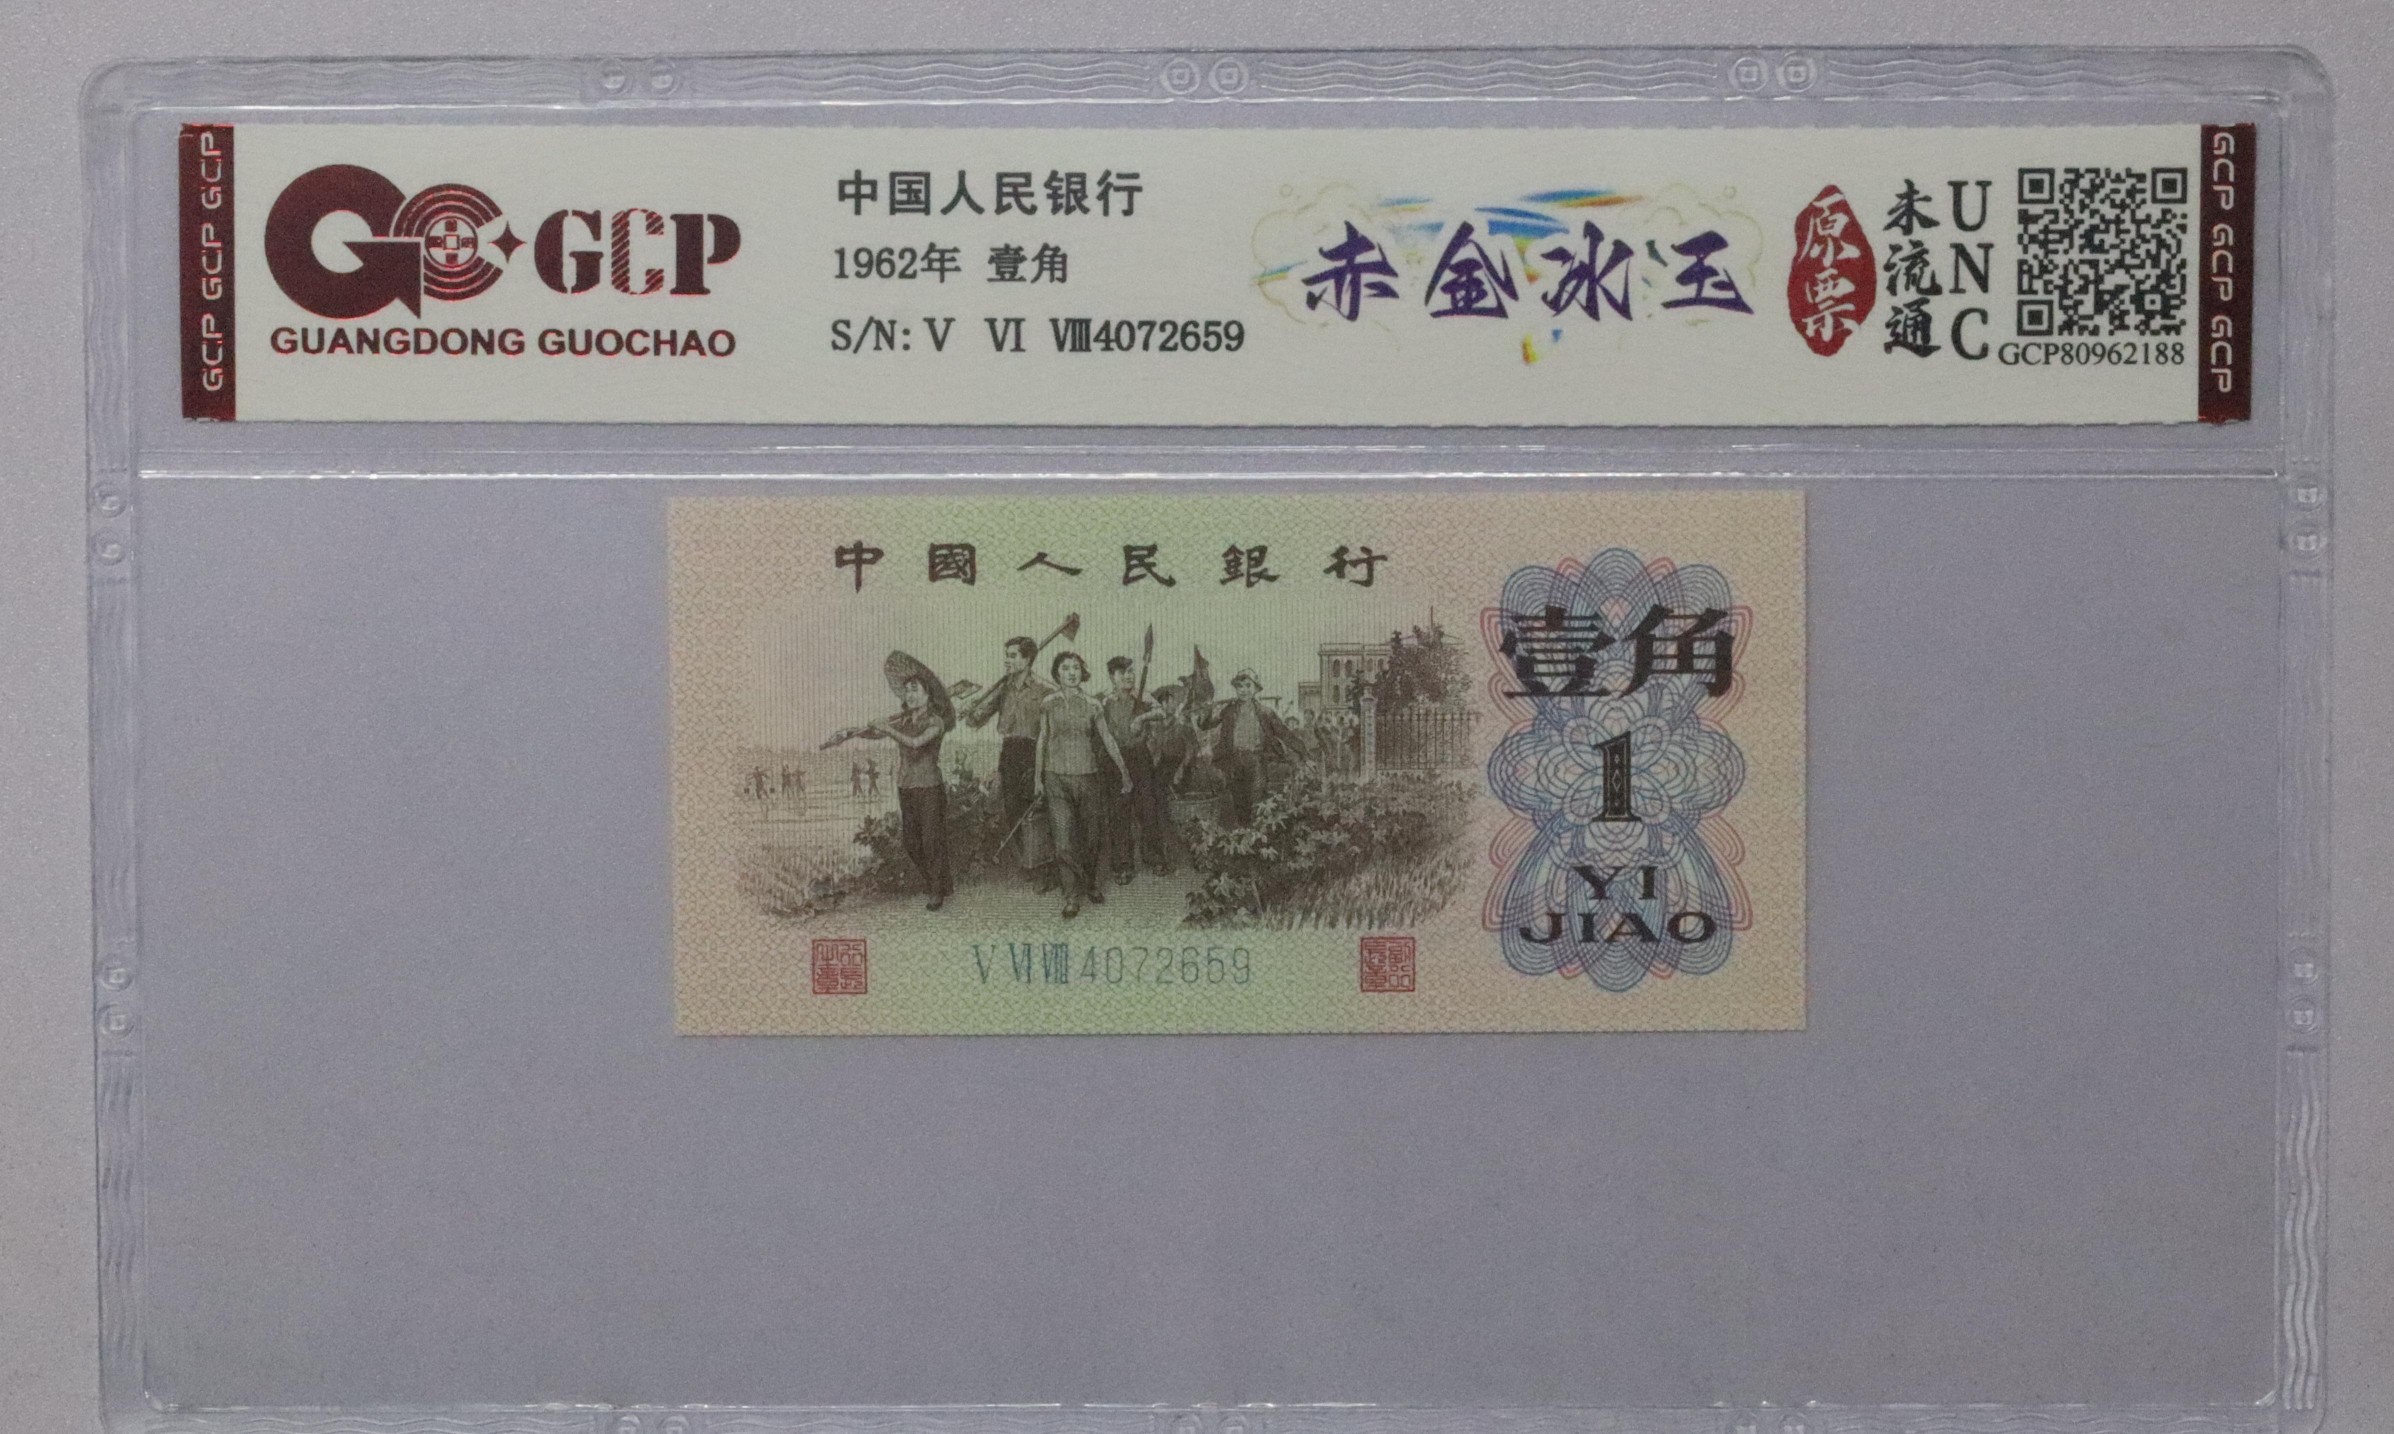 GCP GCP GCP
GCP
GUANGDONG GUOCHAO
中国人民银行
1962年 壹角
S/N: V VI VIII4072659
赤金冰玉
原票
未流通
UNC
GCP80962188
GCP GCP GCP
中國人民銀行
壹角
1
YI
JIAO
V VI VIII 4072659